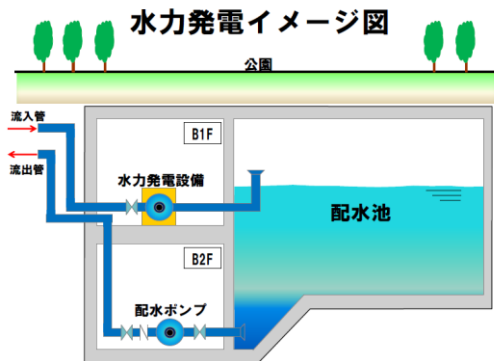 水力発電イメージ図
公園
流入管
流出管
B1F
水力発電設備
配水池
B2F
配水ポンプ